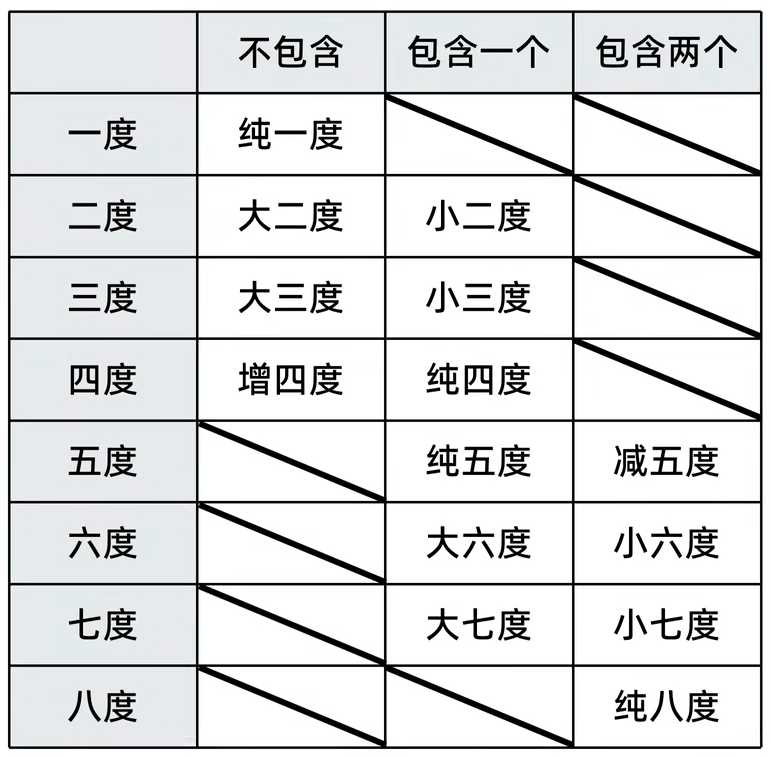 不包含 包含一个 包含两个
一度 纯一度
二度 大二度 小二度
三度 大三度 小三度
四度 增四度 纯四度
五度 纯五度 减五度
六度 大六度 小六度
七度 大七度 小七度
八度 纯八度